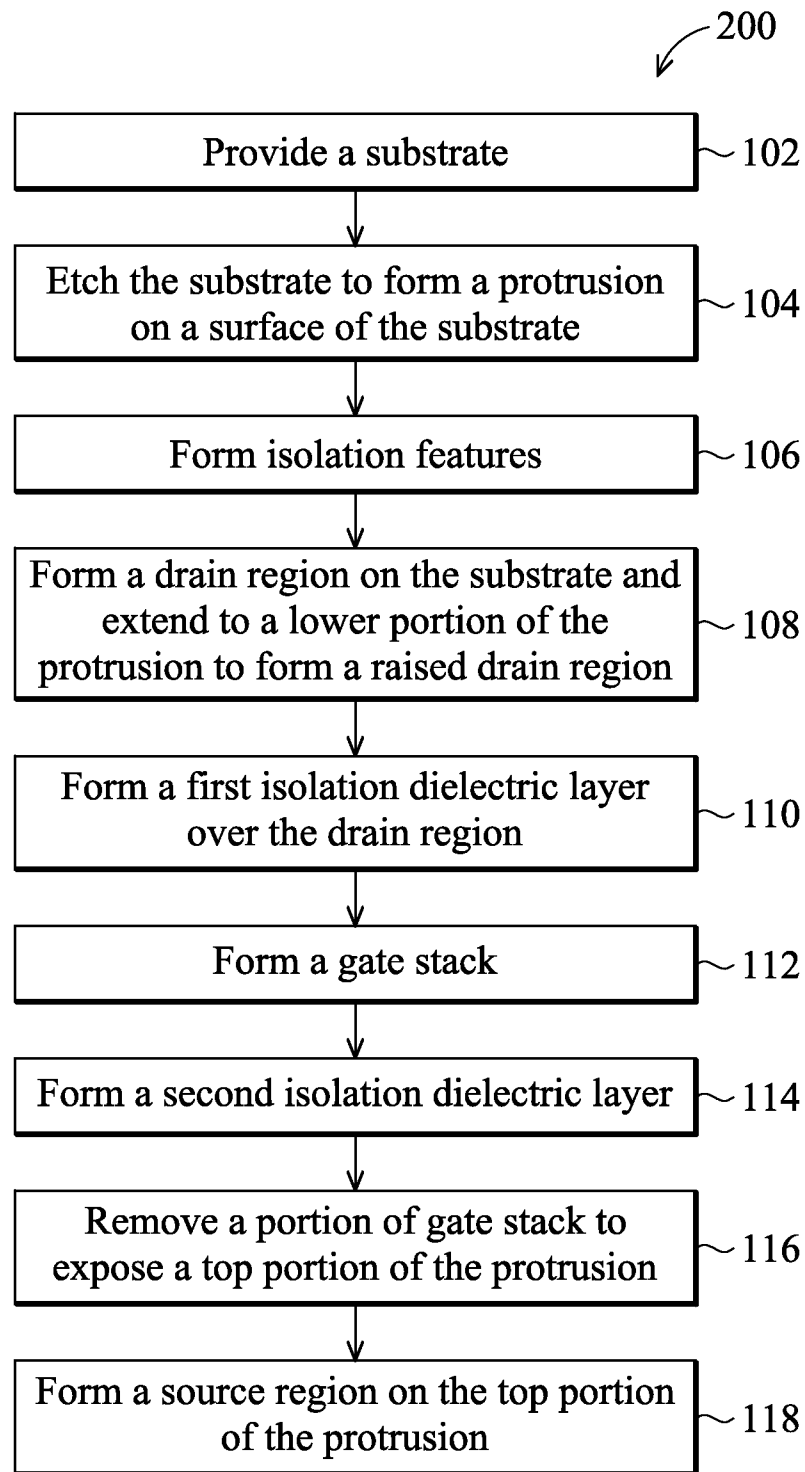 200
Provide a substrate
102
Etch the substrate to form a protrusion
on a surface of the substrate
104
Form isolation features
106
Form a drain region on the substrate and
extend to a lower portion of the
protrusion to form a raised drain region
108
Form a first isolation dielectric layer
over the drain region
110
Form a gate stack
112
Form a second isolation dielectric layer
114
Remove a portion of gate stack to
expose a top portion of the protrusion
116
Form a source region on the top portion
of the protrusion
118